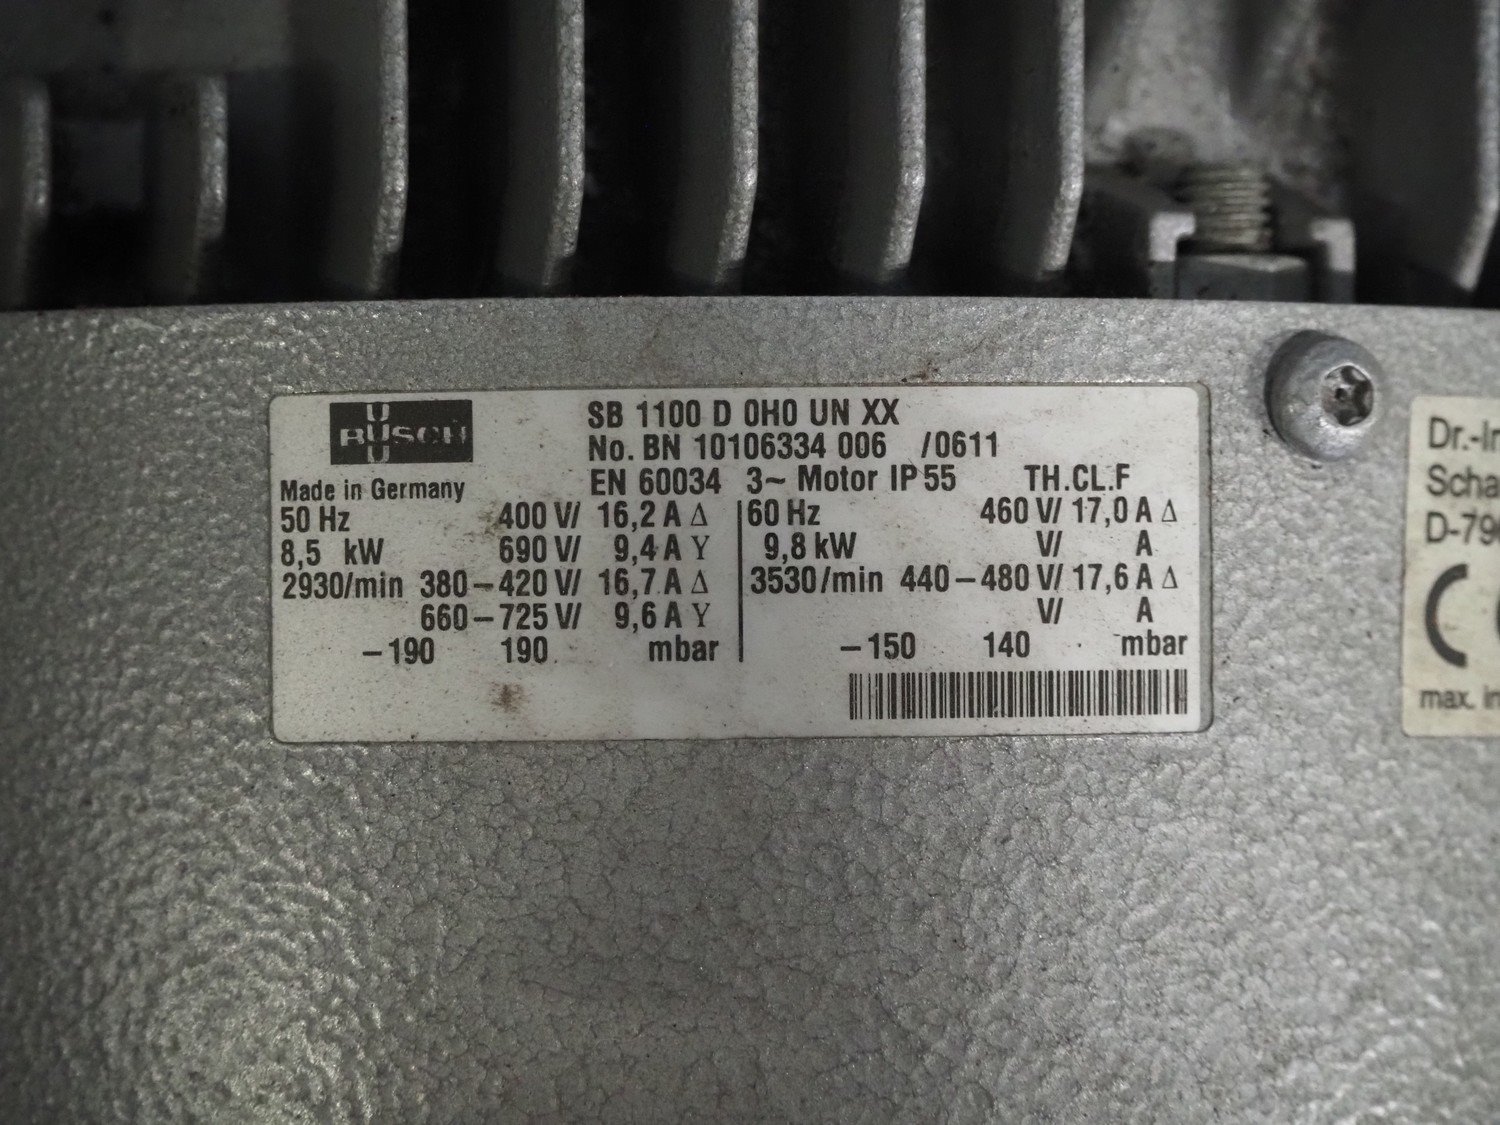 BUSCH
SB 1100 D 0H0 UN XX
No. BN 10106334 006 /0611
Made in Germany EN 60034 3~ Motor IP 55 TH.CL.F
50 Hz 400 V/ 16,2 A Δ 60 Hz 460 V/ 17,0 A Δ
8,5 kW 690 V/ 9,4 A Y 9,8 kW V/ A
2930/min 380–420 V/ 16,7 A Δ 3530/min 440–480 V/ 17,6 A Δ
660–725 V/ 9,6 A Y V/ A
–190 190 mbar –150 140 mbar
Dr.-
Scha
D-79
C
max. in